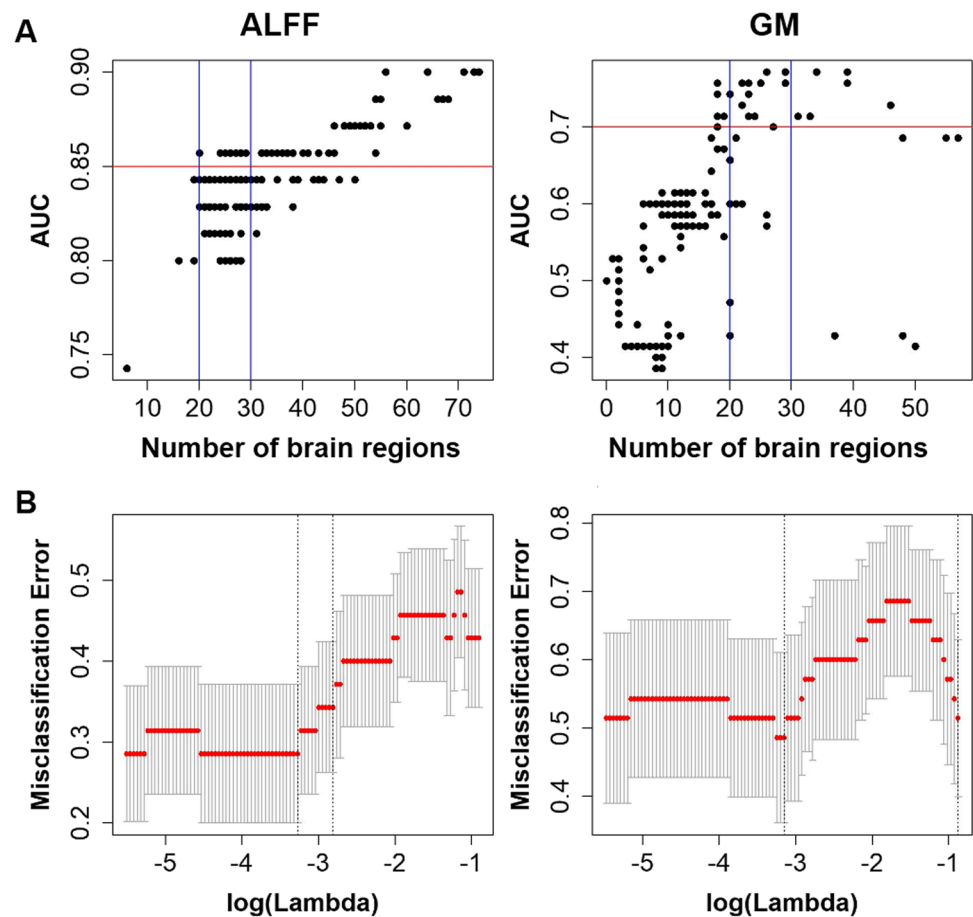 A
ALFF
GM
AUC
0.75 0.80 0.85 0.90
10 20 30 40 50 60 70
Number of brain regions
AUC
0.4 0.5 0.6 0.7
0 10 20 30 40 50
Number of brain regions
B
Misclassification Error
0.2 0.3 0.4 0.5
-5 -4 -3 -2 -1
log(Lambda)
Misclassification Error
0.4 0.5 0.6 0.7 0.8
-5 -4 -3 -2 -1
log(Lambda)